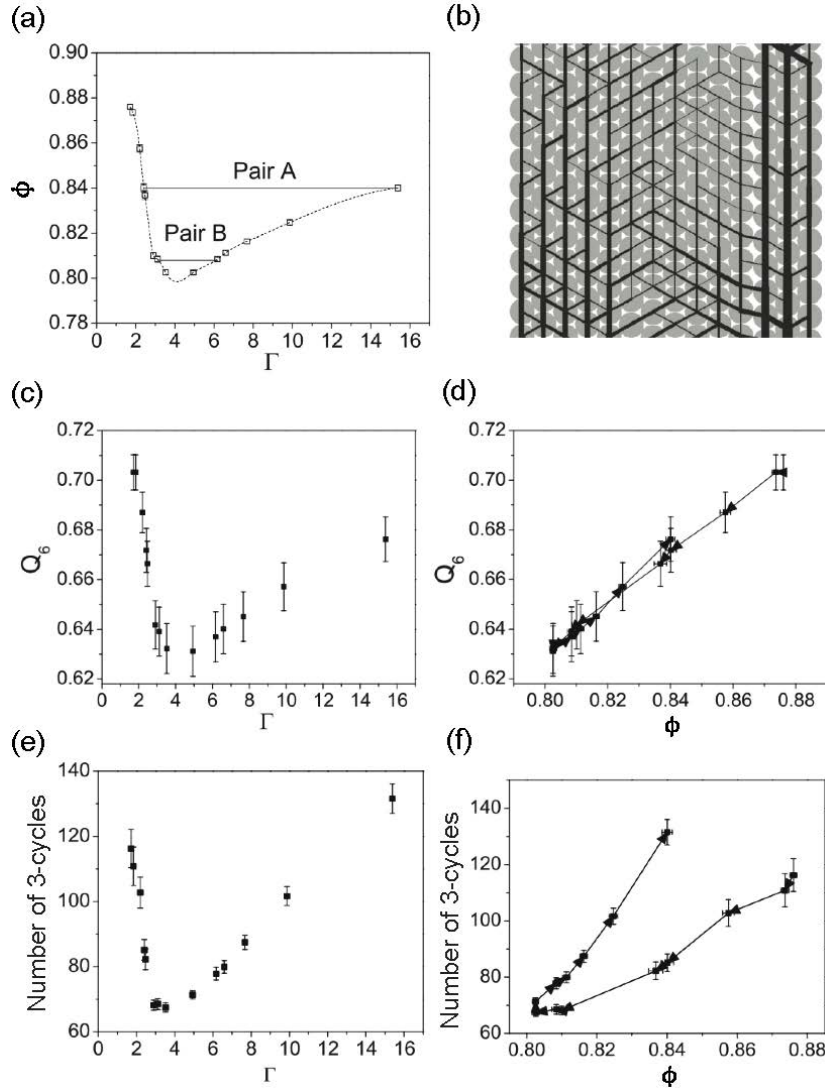 (a)
0.90
0.88
0.86
0.84
0.82
0.80
0.78
ϕ
Pair A
Pair B
0 2 4 6 8 10 12 14 16
Γ
(b)
(c)
0.72
0.70
0.68
0.66
0.64
0.62
Q6
0 2 4 6 8 10 12 14 16
Γ
(d)
0.72
0.70
0.68
0.66
0.64
0.62
Q6
0.80 0.82 0.84 0.86 0.88
ϕ
(e)
140
120
100
80
60
Number of 3-cycles
0 2 4 6 8 10 12 14 16
Γ
(f)
140
120
100
80
60
Number of 3-cycles
0.80 0.82 0.84 0.86 0.88
ϕ